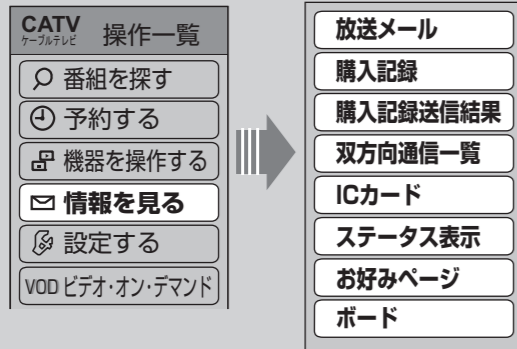 CATV
ケーブルテレビ 操作一覧
番組を探す
予約する
機器を操作する
情報を見る
設定する
VOD ビデオ・オン・デマンド
放送メール
購入記録
購入記録送信結果
双方向通信一覧
ICカード
ステータス表示
お好みページ
ボード